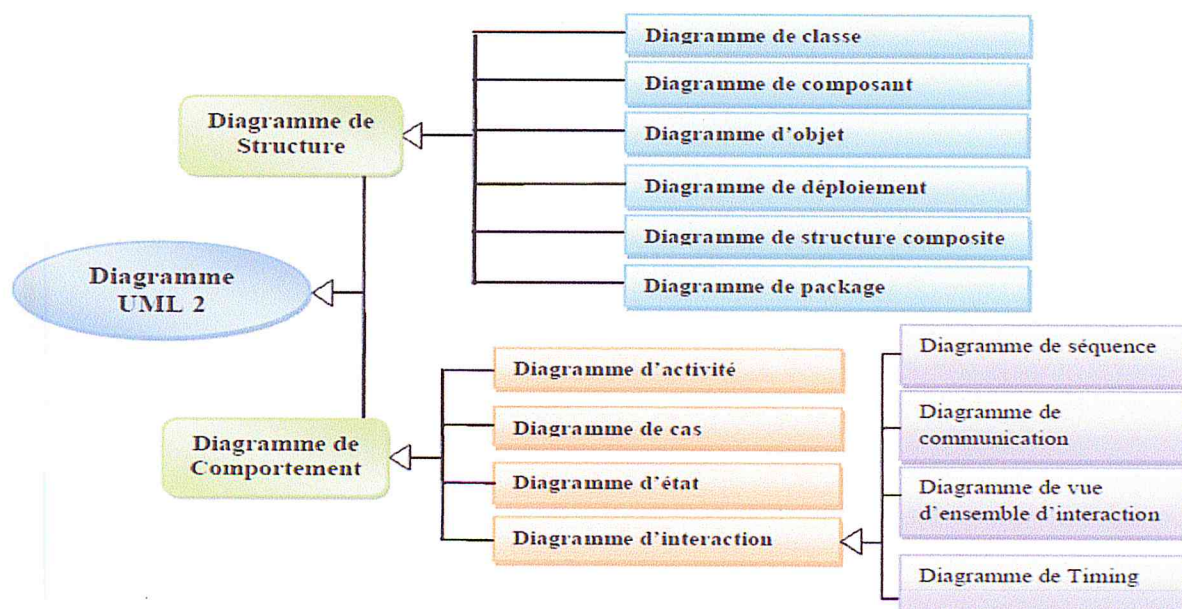 Diagramme de classe
Diagramme de composant
Diagramme de
Structure
Diagramme d'objet
Diagramme de déploiement
Diagramme de structure composite
Diagramme de package
Diagramme
UML 2
Diagramme d'activité
Diagramme de cas
Diagramme de
Comportement
Diagramme d'état
Diagramme d'interaction
Diagramme de séquence
Diagramme de
communication
Diagramme de vue
d'ensemble d'interaction
Diagramme de Timing